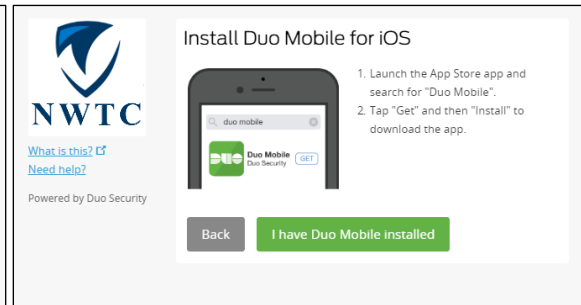 NWTC
What is this?
Need help?
Powered by Duo Security
Install Duo Mobile for iOS
duo mobile
DUO
Duo Mobile
Duo Security
GET
1. Launch the App Store app and
search for "Duo Mobile".
2. Tap "Get" and then "Install" to
download the app.
Back
I have Duo Mobile installed